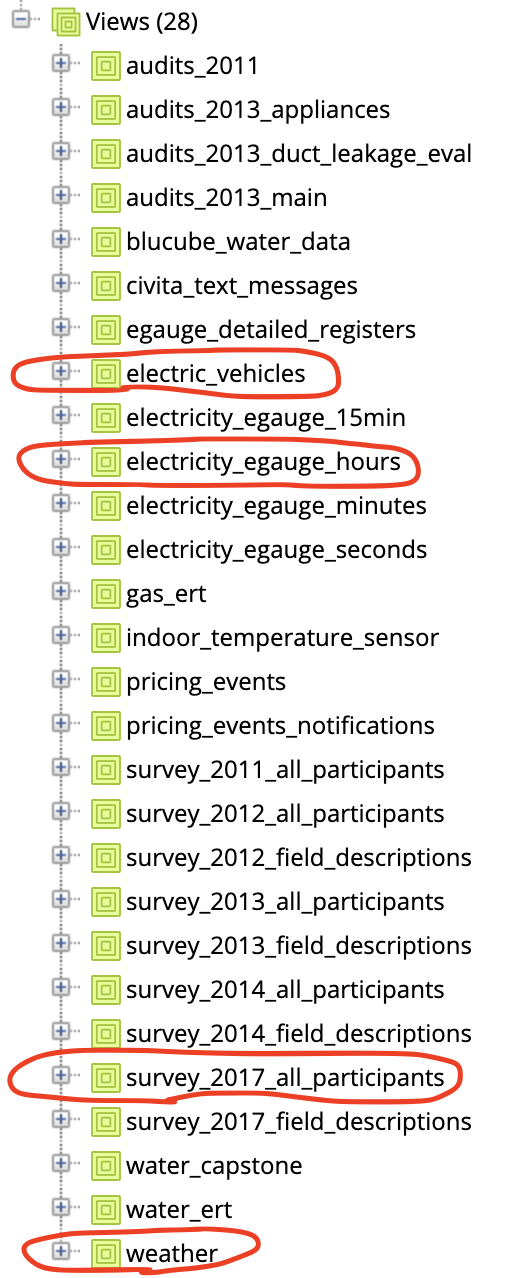 Views (28)
audits_2011
audits_2013_appliances
audits_2013_duct_leakage_eval
audits_2013_main
blucube_water_data
civita_text_messages
egauge_detailed_registers
electric_vehicles
electricity_egauge_15min
electricity_egauge_hours
electricity_egauge_minutes
electricity_egauge_seconds
gas_ert
indoor_temperature_sensor
pricing_events
pricing_events_notifications
survey_2011_all_participants
survey_2012_all_participants
survey_2012_field_descriptions
survey_2013_all_participants
survey_2013_field_descriptions
survey_2014_all_participants
survey_2014_field_descriptions
survey_2017_all_participants
survey_2017_field_descriptions
water_capstone
water_ert
weather